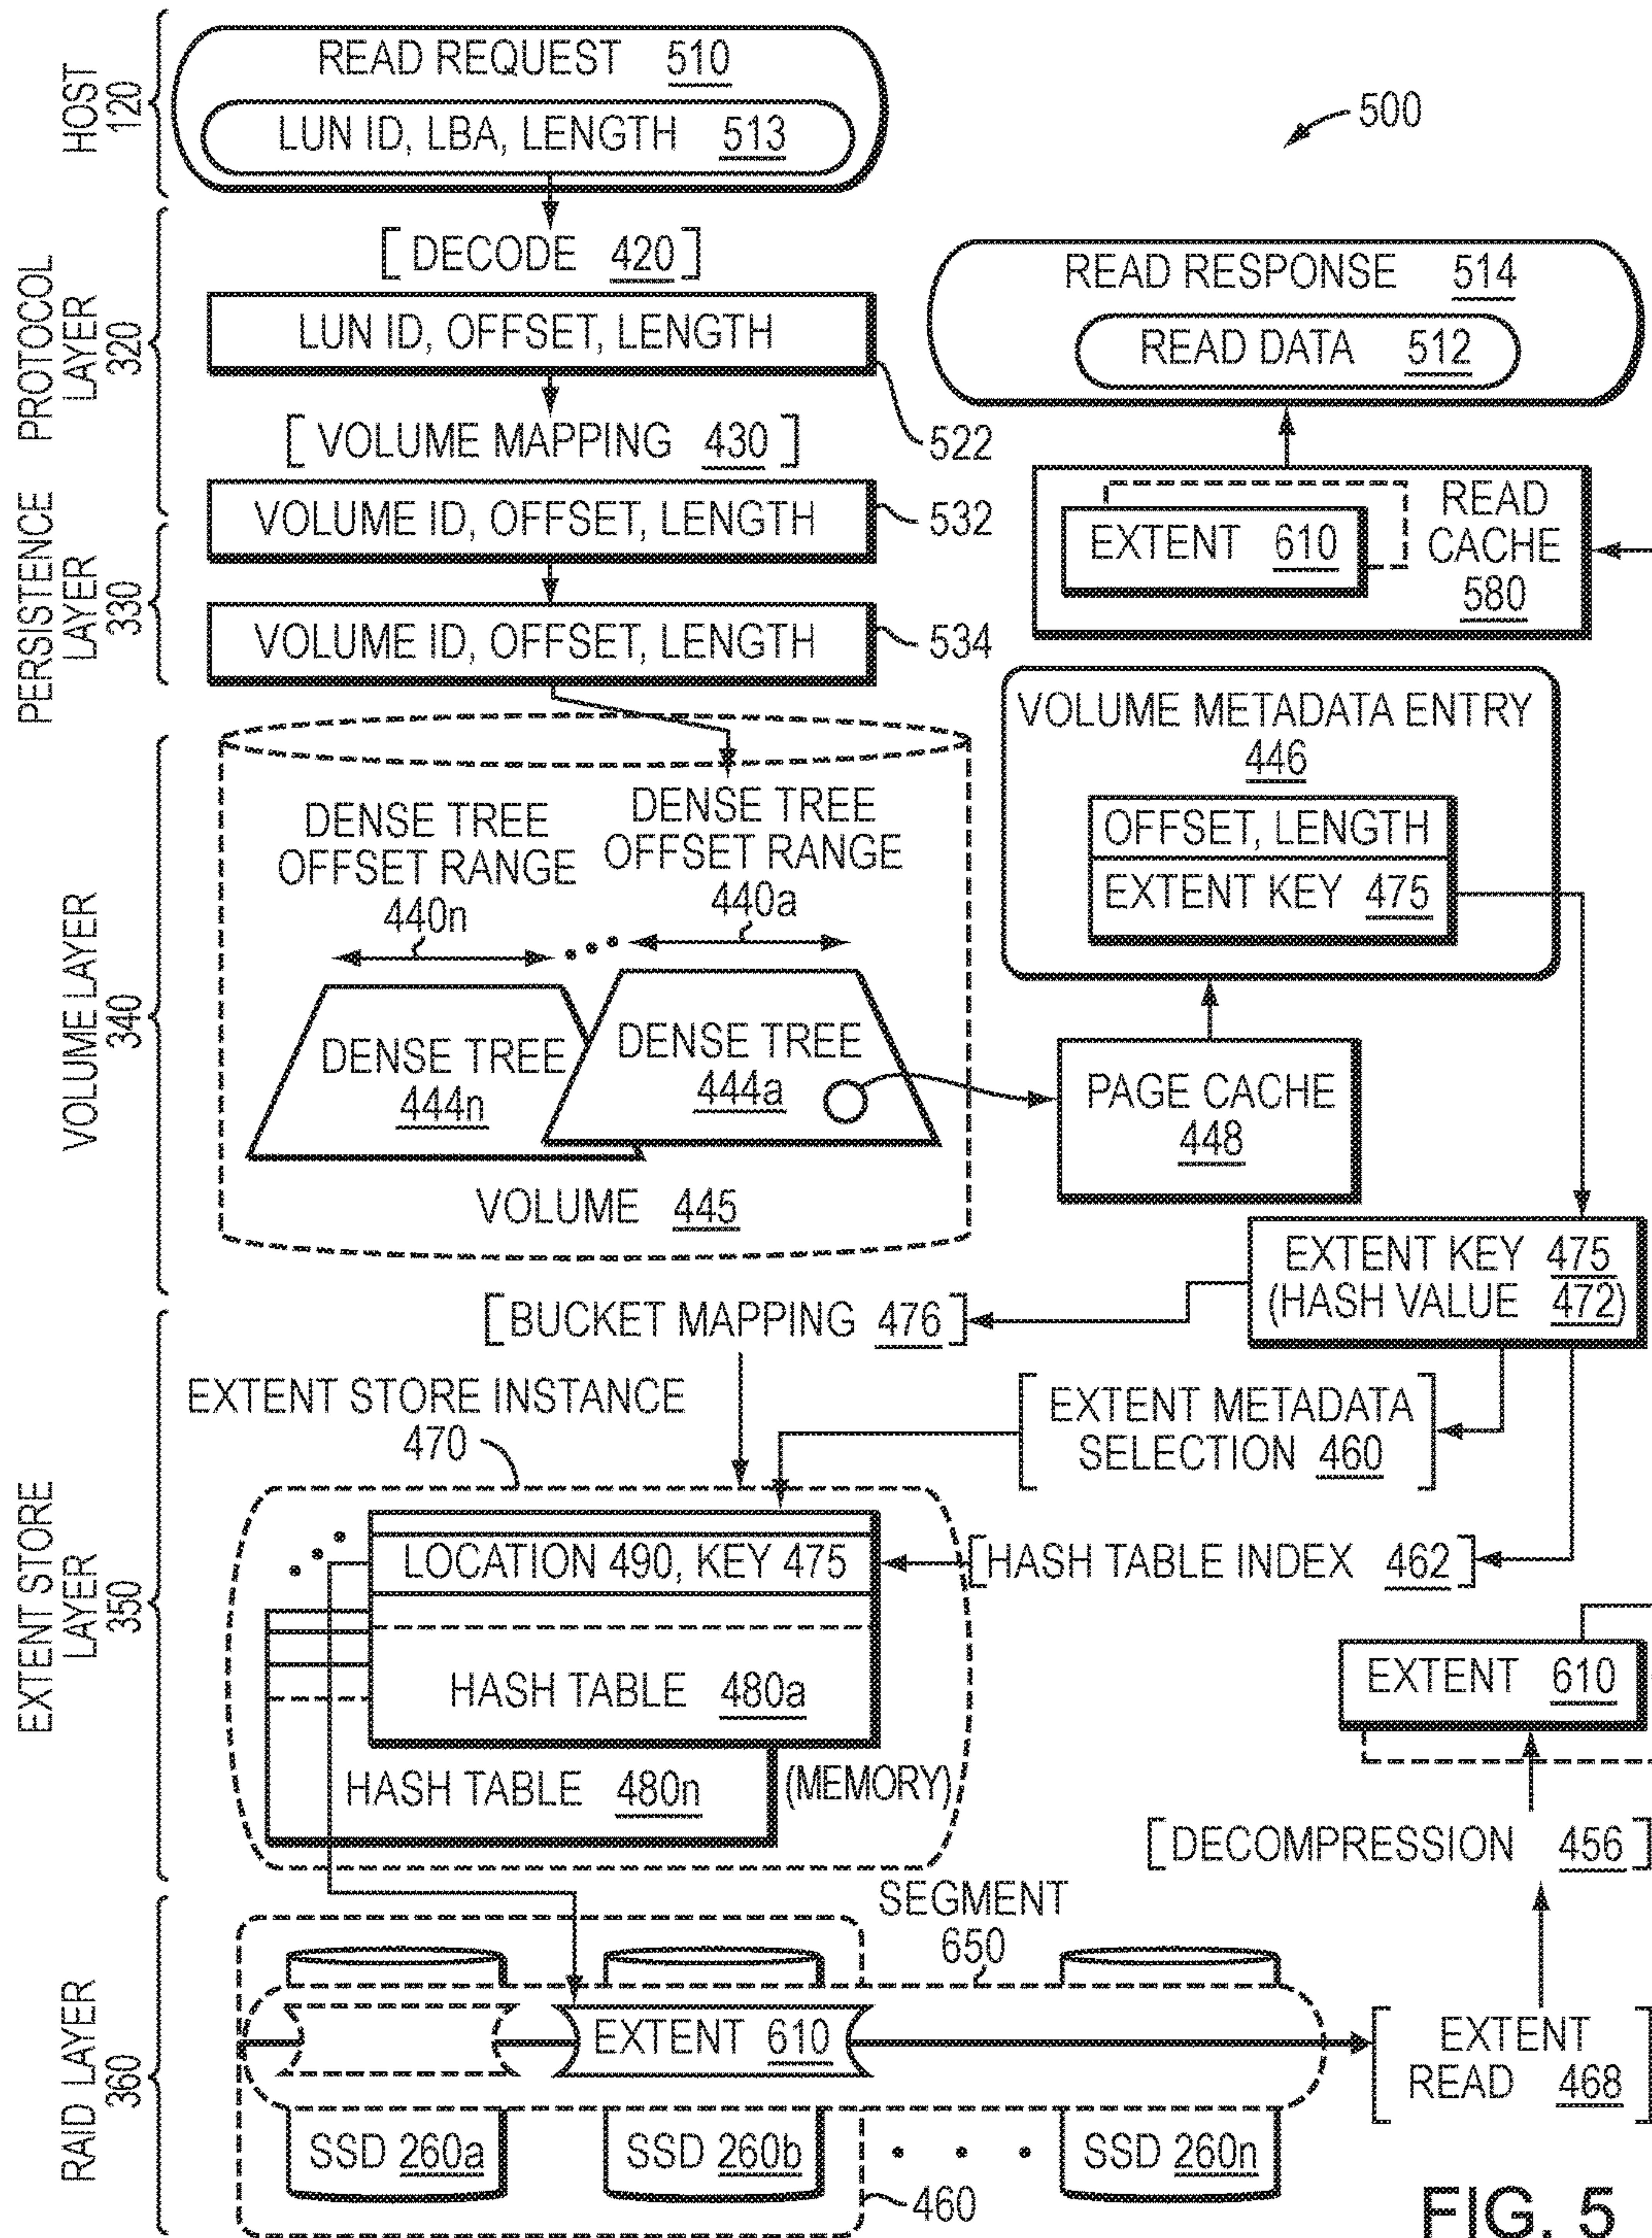 HOST
120
READ REQUEST 510
LUN ID, LBA, LENGTH 513
500
PROTOCOL
LAYER
320
[ DECODE 420 ]
LUN ID, OFFSET, LENGTH
522
[ VOLUME MAPPING 430 ]
VOLUME ID, OFFSET, LENGTH
532
READ RESPONSE 514
READ DATA 512
EXTENT 610
READ
CACHE
580
PERSISTENCE
LAYER
330
VOLUME ID, OFFSET, LENGTH
534
VOLUME LAYER
340
DENSE TREE
OFFSET RANGE
440n
DENSE TREE
OFFSET RANGE
440a
DENSE TREE
444n
DENSE TREE
444a
VOLUME 445
VOLUME METADATA ENTRY
446
OFFSET, LENGTH
EXTENT KEY 475
PAGE CACHE
448
EXTENT KEY 475
(HASH VALUE 472)
EXTENT STORE
LAYER
350
[BUCKET MAPPING 476]
EXTENT STORE INSTANCE
470
EXTENT METADATA
SELECTION 460
LOCATION 490, KEY 475
[HASH TABLE INDEX 462]
HASH TABLE 480a
HASH TABLE 480n
(MEMORY)
EXTENT 610
[DECOMPRESSION 456]
RAID LAYER
360
SEGMENT
650
EXTENT 610
EXTENT
READ 468
SSD 260a
SSD 260b
. . .
SSD 260n
460
FIG. 5